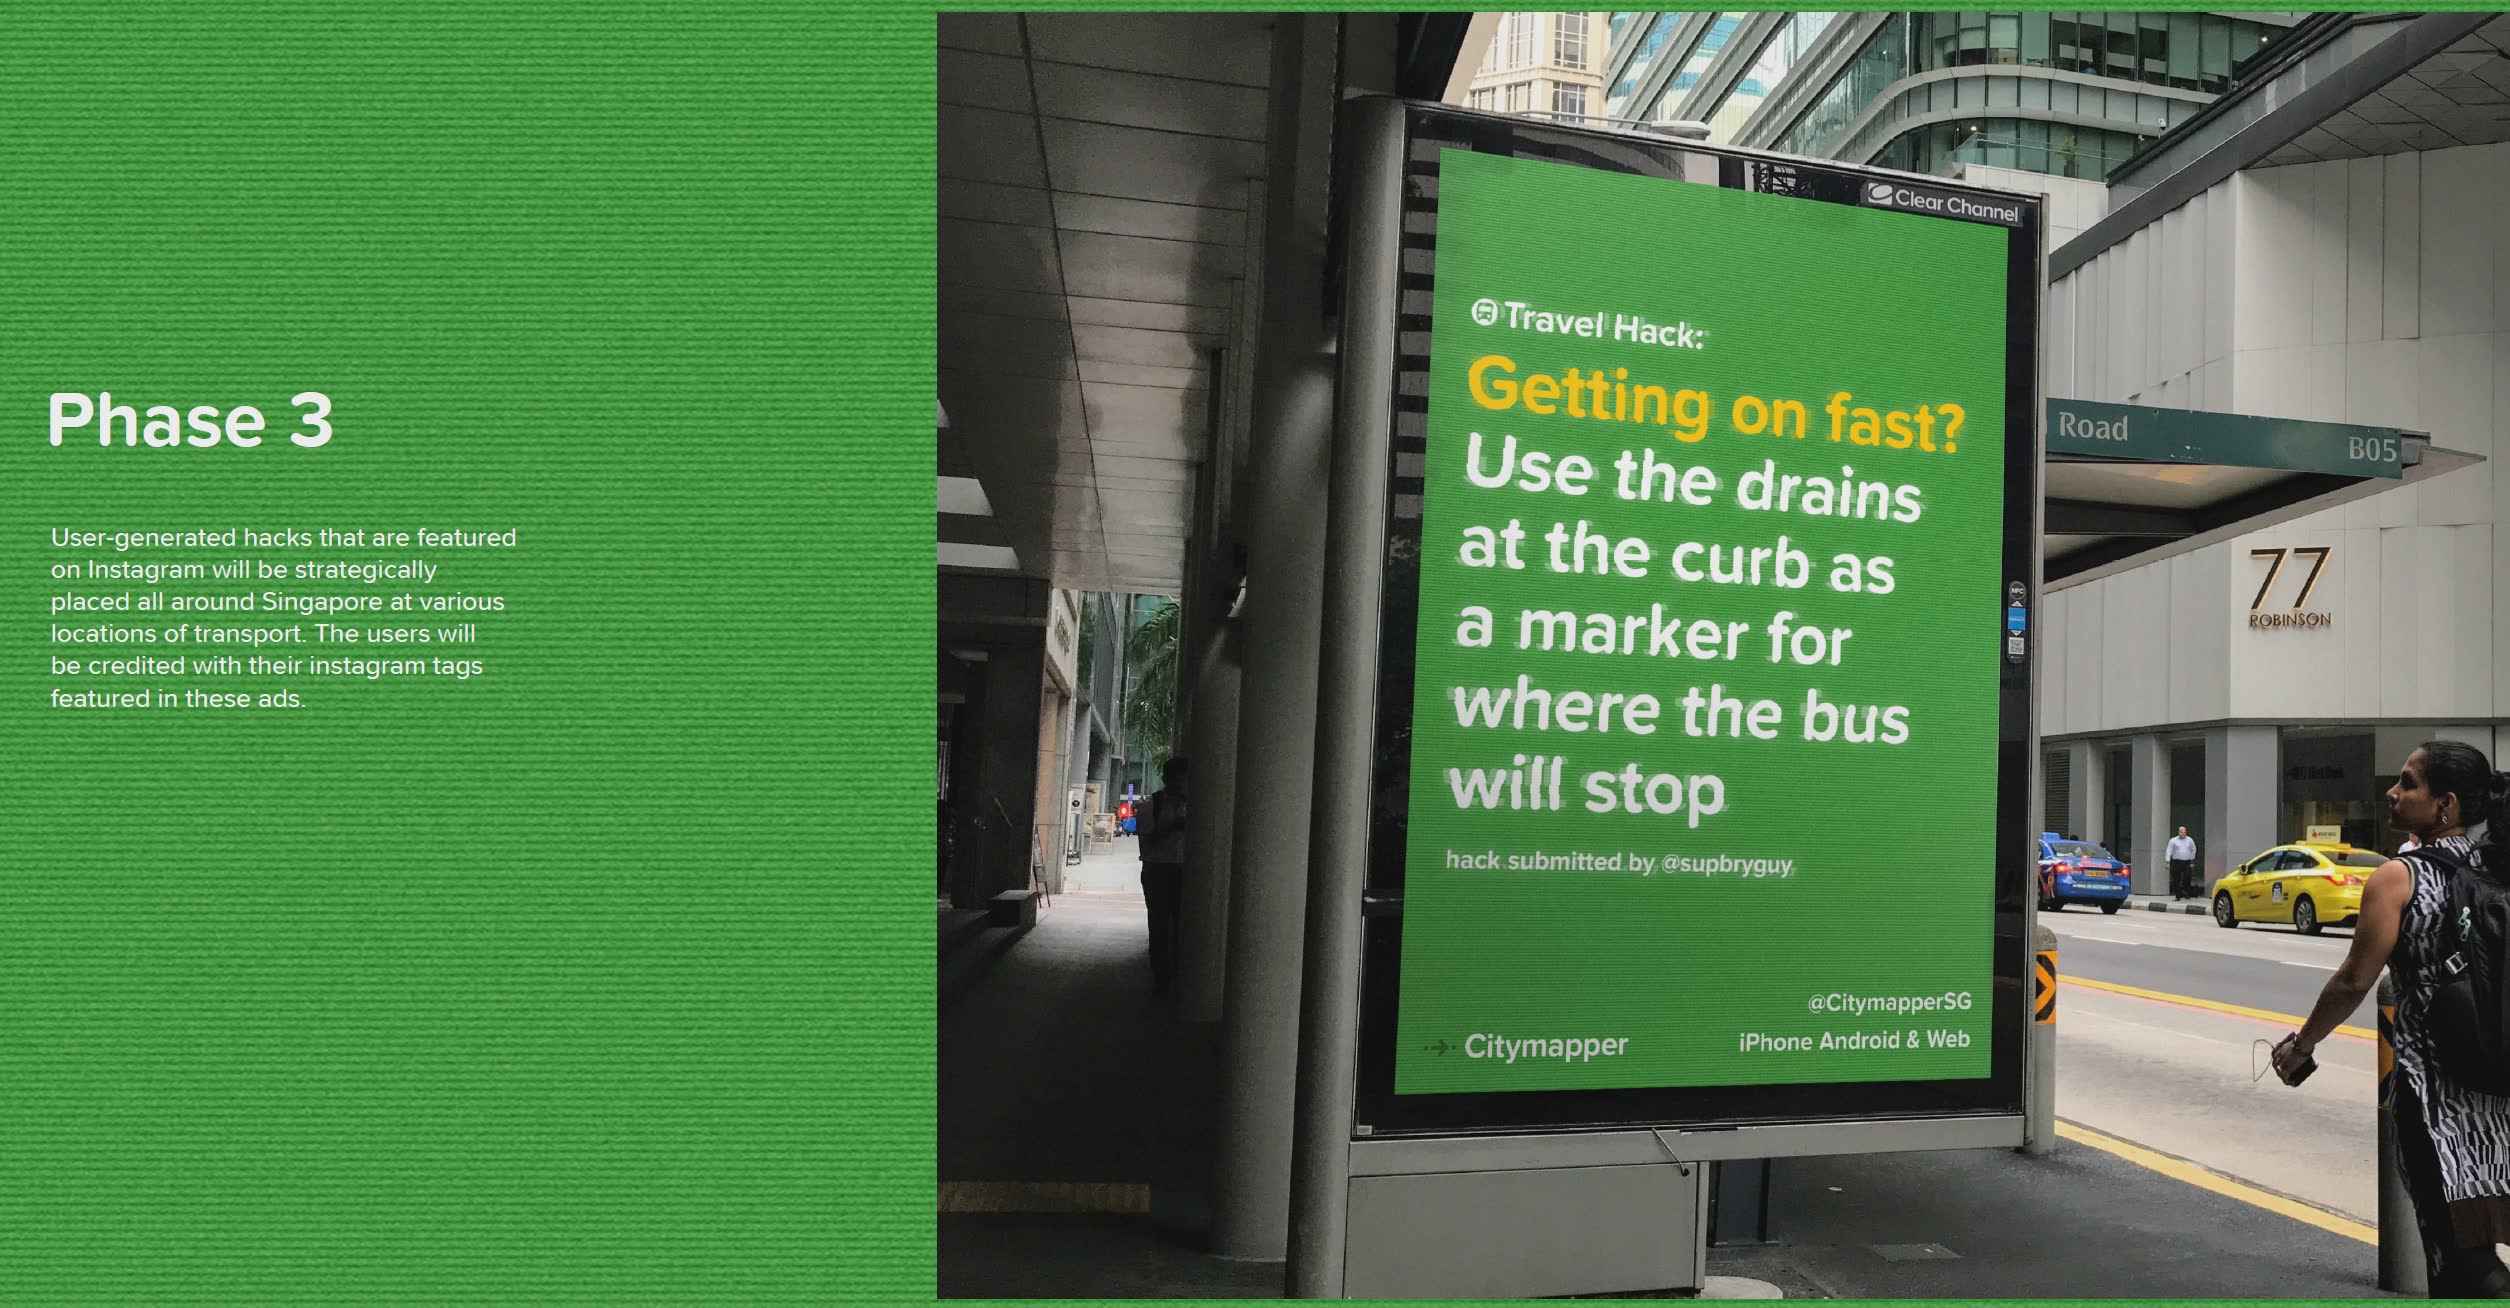 Phase 3
User-generated hacks that are featured
on Instagram will be strategically
placed all around Singapore at various
locations of transport. The users will
be credited with their instagram tags
featured in these ads.
Clear Channel
Travel Hack:
Getting on fast?
Use the drains
at the curb as
a marker for
where the bus
will stop
hack submitted by @supbryguy
@CitymapperSG
Citymapper
iPhone Android & Web
Road
B05
77
ROBINSON
NFC